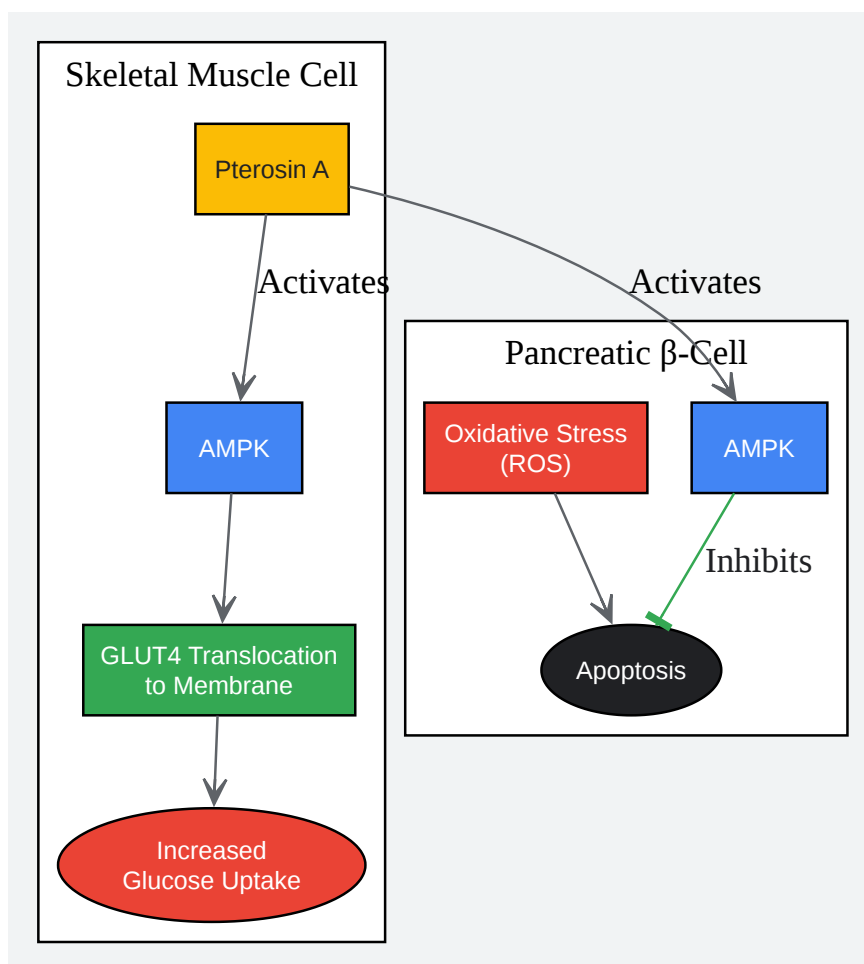 Skeletal Muscle Cell
Pterosin A
Activates
Activates
Pancreatic β-Cell
Oxidative Stress
(ROS)
AMPK
AMPK
Inhibits
GLUT4 Translocation
to Membrane
Apoptosis
Increased
Glucose Uptake